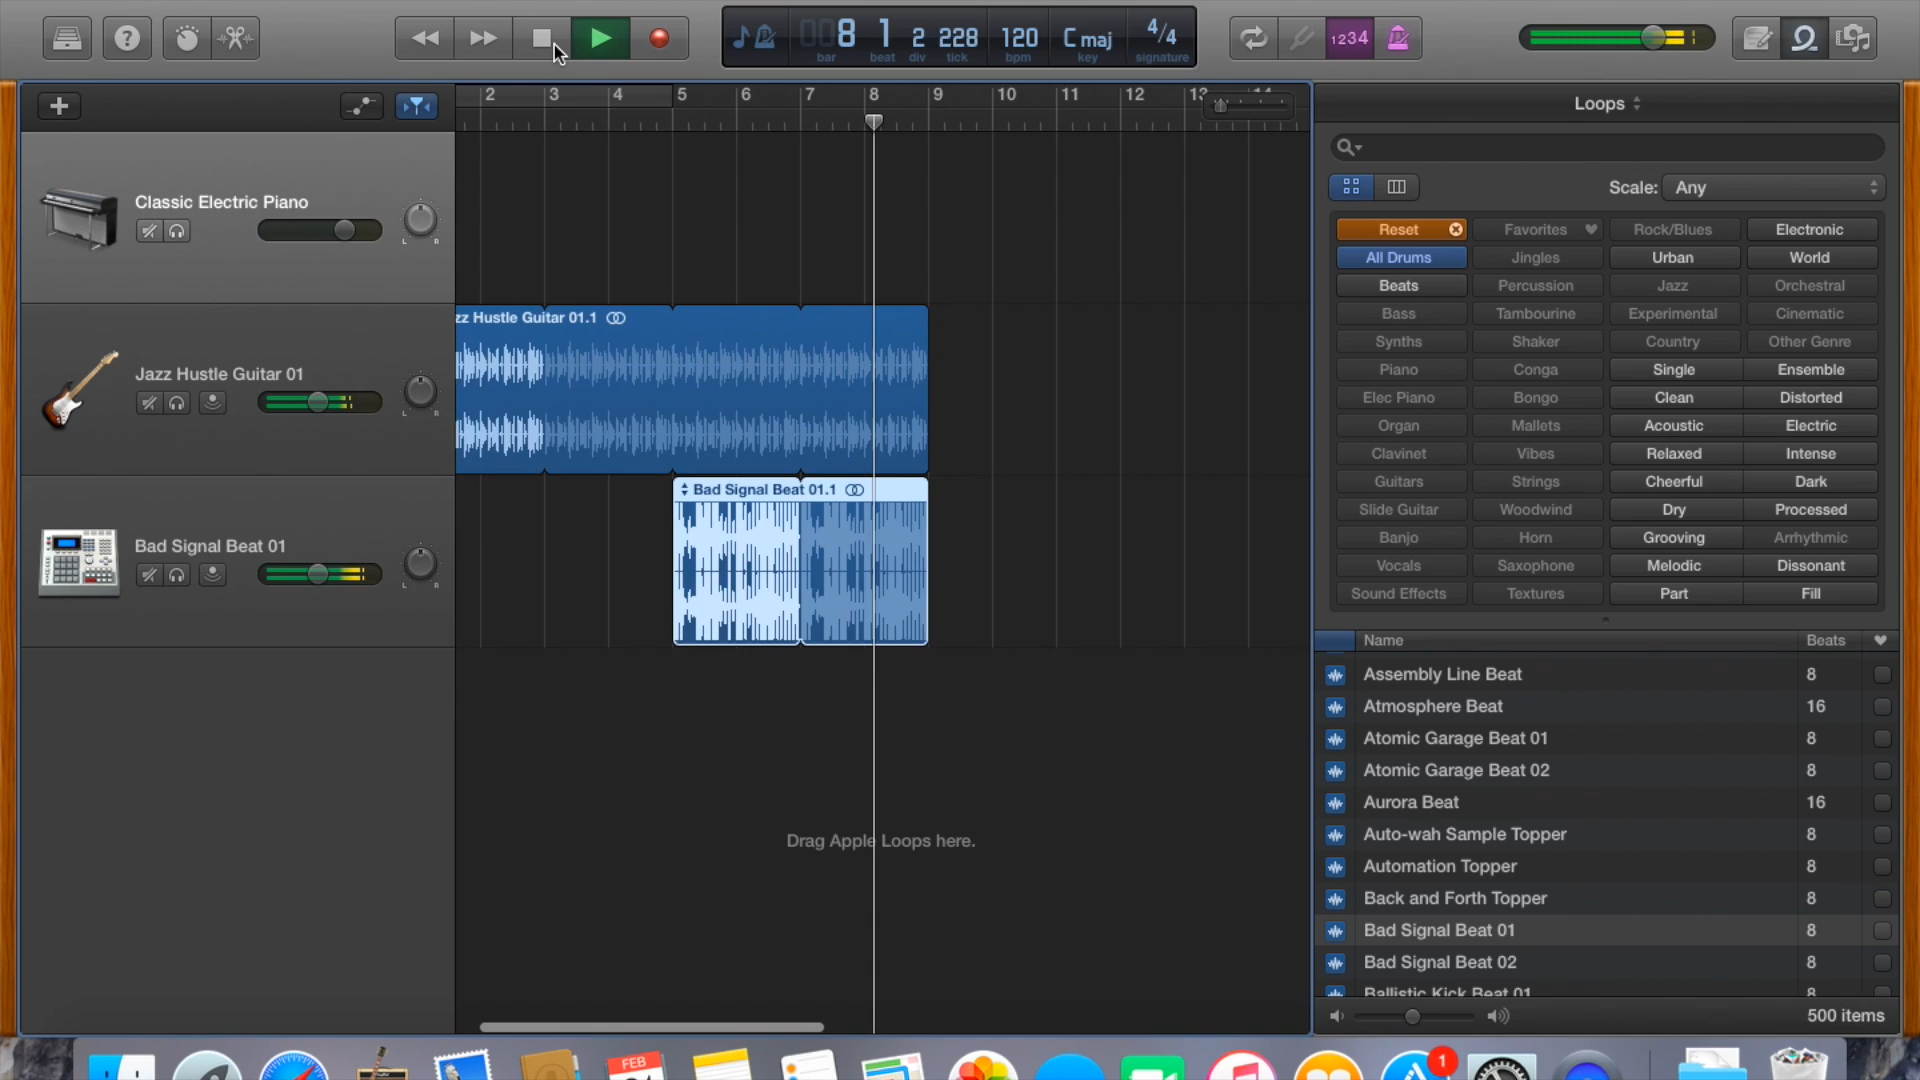 8 1 2 228 120 C maj 4/4
bar beat div tick bpm key signature
1234
2 3 4 5 6 7 8 9 10 11 12 13 14
Loops
Classic Electric Piano
L R
Scale: Any
Reset Favorites Rock/Blues Electronic
All Drums Jingles Urban World
Beats Percussion Jazz Orchestral
Bass Tambourine Experimental Cinematic
Synths Shaker Country Other Genre
Piano Conga Single Ensemble
Elec Piano Bongo Clean Distorted
Organ Mallets Acoustic Electric
Clavinet Vibes Relaxed Intense
Guitars Strings Cheerful Dark
Slide Guitar Woodwind Dry Processed
Banjo Horn Grooving Arrhythmic
Vocals Saxophone Melodic Dissonant
Sound Effects Textures Part Fill
zz Hustle Guitar 01.1
Jazz Hustle Guitar 01
L R
Bad Signal Beat 01.1
Bad Signal Beat 01
L R
Drag Apple Loops here.
Name Beats
Assembly Line Beat 8
Atmosphere Beat 16
Atomic Garage Beat 01 8
Atomic Garage Beat 02 8
Aurora Beat 16
Auto-wah Sample Topper 8
Automation Topper 8
Back and Forth Topper 8
Bad Signal Beat 01 8
Bad Signal Beat 02 8
Ballistic Kick Beat 01 8
500 items
FEB
1